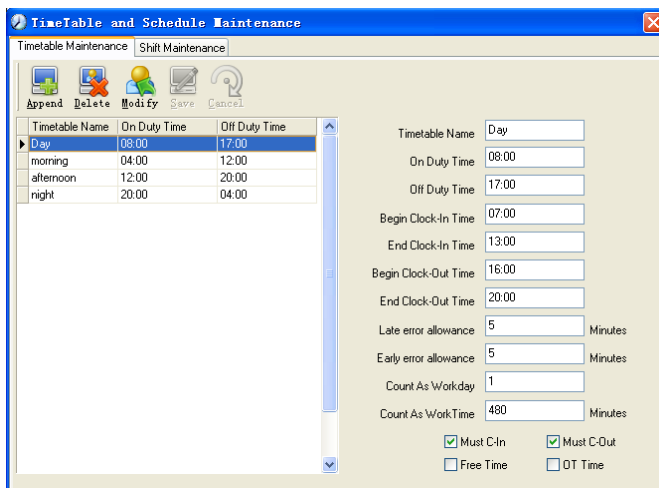 TimeTable and Schedule Maintenance
Timetable Maintenance Shift Maintenance
Append Delete Modify Save Cancel
Timetable Name On Duty Time Off Duty Time
Day 08:00 17:00
morning 04:00 12:00
afternoon 12:00 20:00
night 20:00 04:00
Timetable Name Day
On Duty Time 08:00
Off Duty Time 17:00
Begin Clock-In Time 07:00
End Clock-In Time 13:00
Begin Clock-Out Time 16:00
End Clock-Out Time 20:00
Late error allowance 5 Minutes
Early error allowance 5 Minutes
Count As Workday 1
Count As WorkTime 480 Minutes
Must C-In Must C-Out
Free Time OT Time